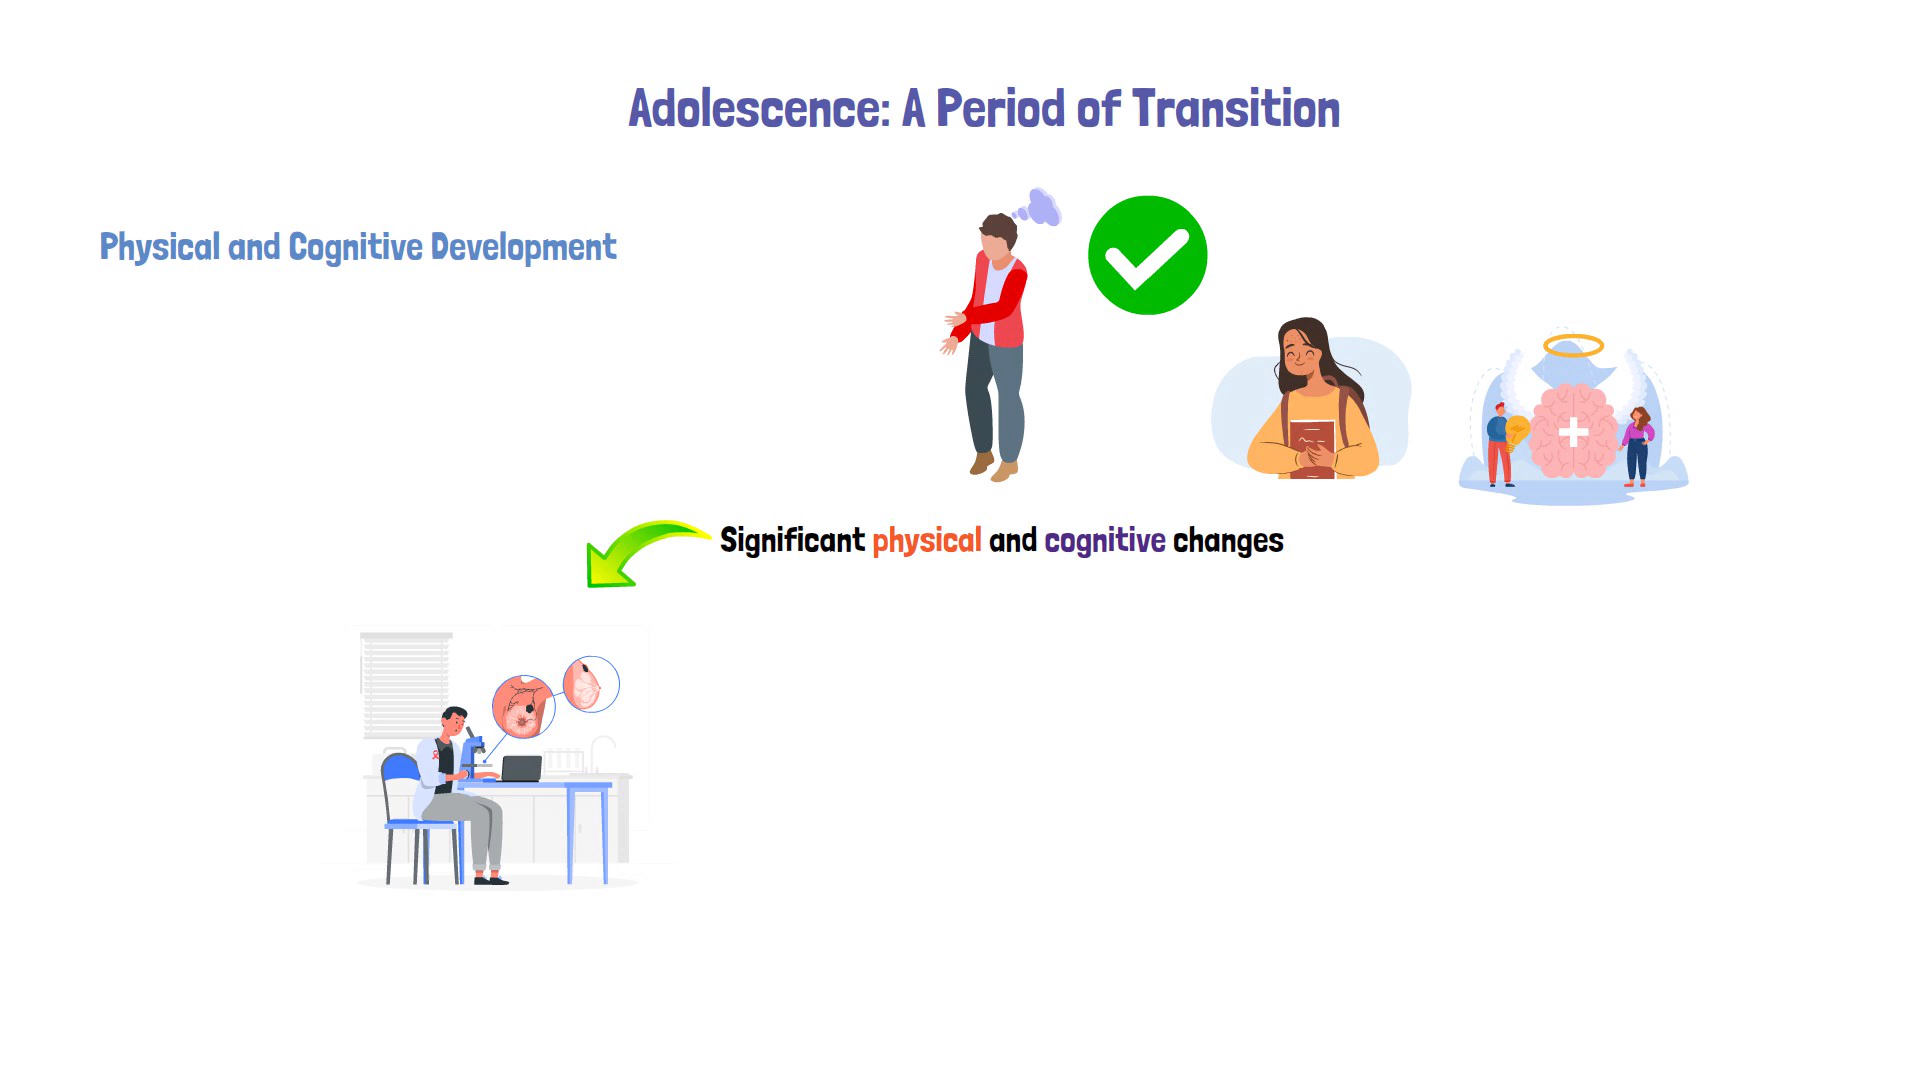 Adolescence: A Period of Transition
Physical and Cognitive Development
Significant physical and cognitive changes